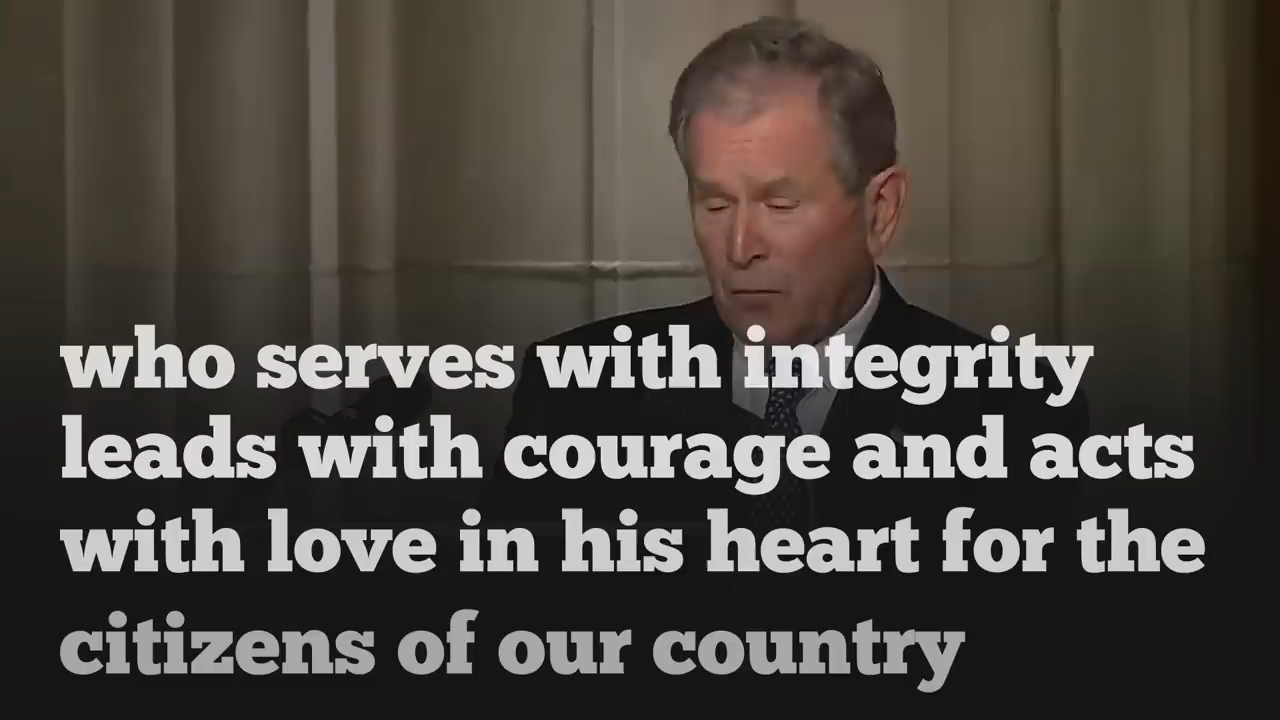 who serves with integrity
leads with courage and acts
with love in his heart for the
citizens of our country